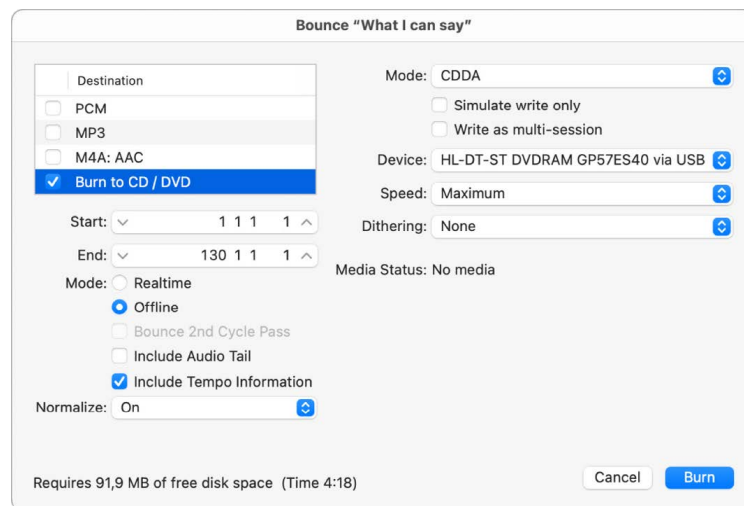 Bounce “What I can say”
Destination
PCM
MP3
M4A: AAC
Burn to CD / DVD
Start: 1 1 1 1
End: 130 1 1 1
Mode: Realtime
Offline
Bounce 2nd Cycle Pass
Include Audio Tail
Include Tempo Information
Normalize: On
Mode: CDDA
Simulate write only
Write as multi-session
Device: HL-DT-ST DVDRAM GP57ES40 via USB
Speed: Maximum
Dithering: None
Media Status: No media
Requires 91,9 MB of free disk space (Time 4:18)
Cancel
Burn